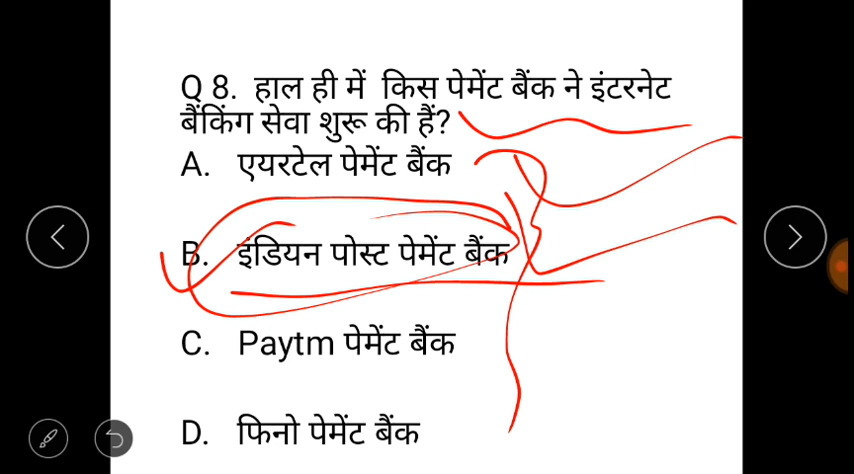 Q 8. हाल ही में किस पेमेंट बैंक ने इंटरनेट
बैंकिंग सेवा शुरू की हैं?
A. एयरटेल पेमेंट बैंक
B. इंडियन पोस्ट पेमेंट बैंक
C. Paytm पेमेंट बैंक
D. फिनो पेमेंट बैंक